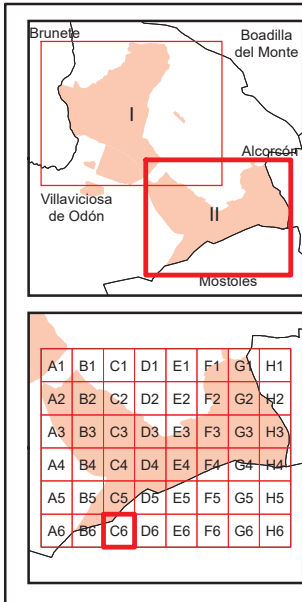 Brunete
Boadilla
del Monte
I
Alcorcón
Villaviciosa
de Odón
II
Mostoles
A1 B1 C1 D1 E1 F1 G1 H1
A2 B2 C2 D2 E2 F2 G2 H2
A3 B3 C3 D3 E3 F3 G3 H3
A4 B4 C4 D4 E4 F4 G4 H4
A5 B5 C5 D5 E5 F5 G5 H5
A6 B6 C6 D6 E6 F6 G6 H6